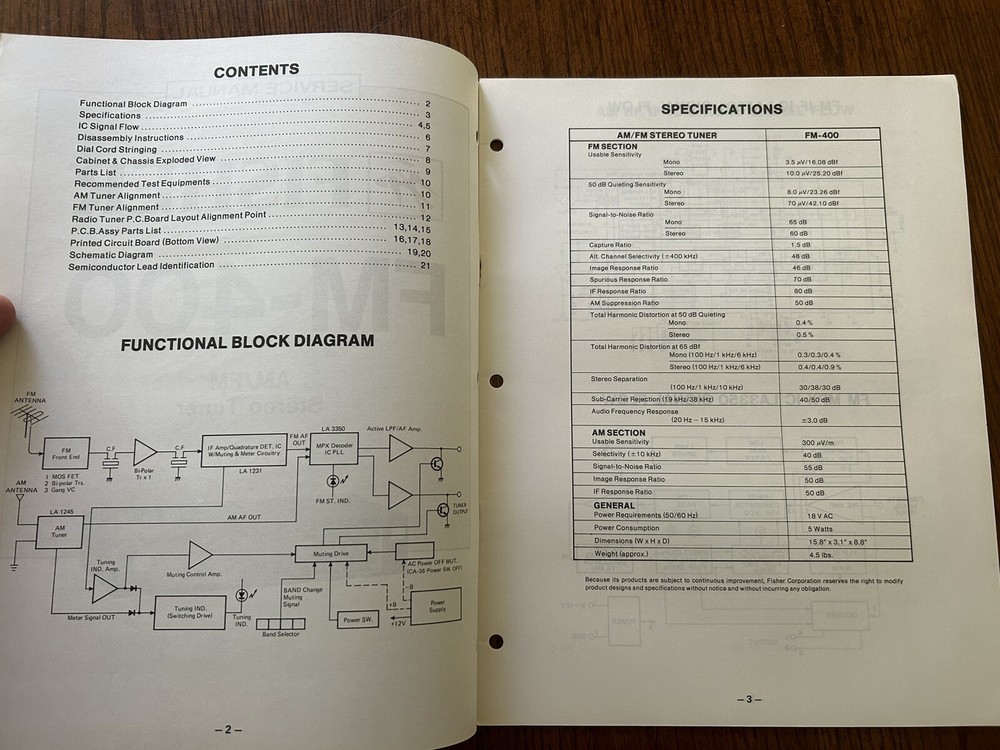 CONTENTS
Functional Block Diagram ........ 2
Specifications ........ 3
IC Signal Flow ........ 4,5
Disassembly Instructions ........ 6
Dial Cord Stringing ........ 7
Cabinet & Chassis Exploded View ........ 8
Parts List ........ 9
Recommended Test Equipments ........ 10
AM Tuner Alignment ........ 10
FM Tuner Alignment ........ 11
Radio Tuner P.C.Board Layout Alignment Point ........ 12
P.C.B.Assy Parts List ........ 13,14,15
Printed Circuit Board (Bottom View) ........ 16,17,18
Schematic Diagram ........ 19,20
Semiconductor Lead Identification ........ 21
FUNCTIONAL BLOCK DIAGRAM
FM
ANTENNA
FM
Front End
1 MOS FET
2 Bi-polar Trs.
3 Gang VC
C.F
Bi-Polar
Tr x 1
C.F
IF Amp/Quadrature DET. IC
W/Muting & Meter Circuitry
LA 1231
FM AF
OUT
LA 3350
MPX Decoder
IC PLL
FM ST. IND.
Active LPF/AF Amp.
TUNER
OUTPUT
AM
ANTENNA
LA 1245
AM
Tuner
AM AF OUT
Tuning
IND. Amp.
Muting Control Amp.
Muting Drive
AC Power OFF MUT.
(CA-38 Power SW. OFF)
Meter Signal OUT
Tuning IND.
(Switching Drive)
Tuning
IND.
BAND Change
Muting
Signal
Band Selector
Power SW.
+B
-B
+12V
Power
Supply
— 2 —
SPECIFICATIONS
AM/FM STEREO TUNER FM-400
FM SECTION
Usable Sensitivity
Mono 3.5 μV/16.08 dBf
Stereo 10.0 μV/25.20 dBf
50 dB Quieting Sensitivity
Mono 8.0 μV/23.26 dBf
Stereo 70 μV/42.10 dBf
Signal-to-Noise Ratio
Mono 65 dB
Stereo 60 dB
Capture Ratio 1.5 dB
Alt. Channel Selectivity (±400 kHz) 48 dB
Image Response Ratio 46 dB
Spurious Response Ratio 70 dB
IF Response Ratio 80 dB
AM Suppression Ratio 50 dB
Total Harmonic Distortion at 50 dB Quieting
Mono 0.4 %
Stereo 0.5 %
Total Harmonic Distortion at 65 dBf
Mono (100 Hz/1 kHz/6 kHz) 0.3/0.3/0.4 %
Stereo (100 Hz/1 kHz/6 kHz) 0.4/0.4/0.9 %
Stereo Separation
(100 Hz/1 kHz/10 kHz) 30/38/30 dB
Sub-Carrier Rejection (19 kHz/38 kHz) 40/50 dB
Audio Frequency Response
(20 Hz – 15 kHz) ±3.0 dB
AM SECTION
Usable Sensitivity 300 μV/m
Selectivity (±10 kHz) 40 dB
Signal-to-Noise Ratio 55 dB
Image Response Ratio 50 dB
IF Response Ratio 50 dB
GENERAL
Power Requirements (50/60 Hz) 18 V AC
Power Consumption 5 Watts
Dimensions (W x H x D) 15.8" x 3.1" x 8.8"
Weight (approx.) 4.5 lbs.
Because its products are subject to continuous improvement, Fisher Corporation reserves the right to modify
product designs and specifications without notice and without incurring any obligation.
— 3 —